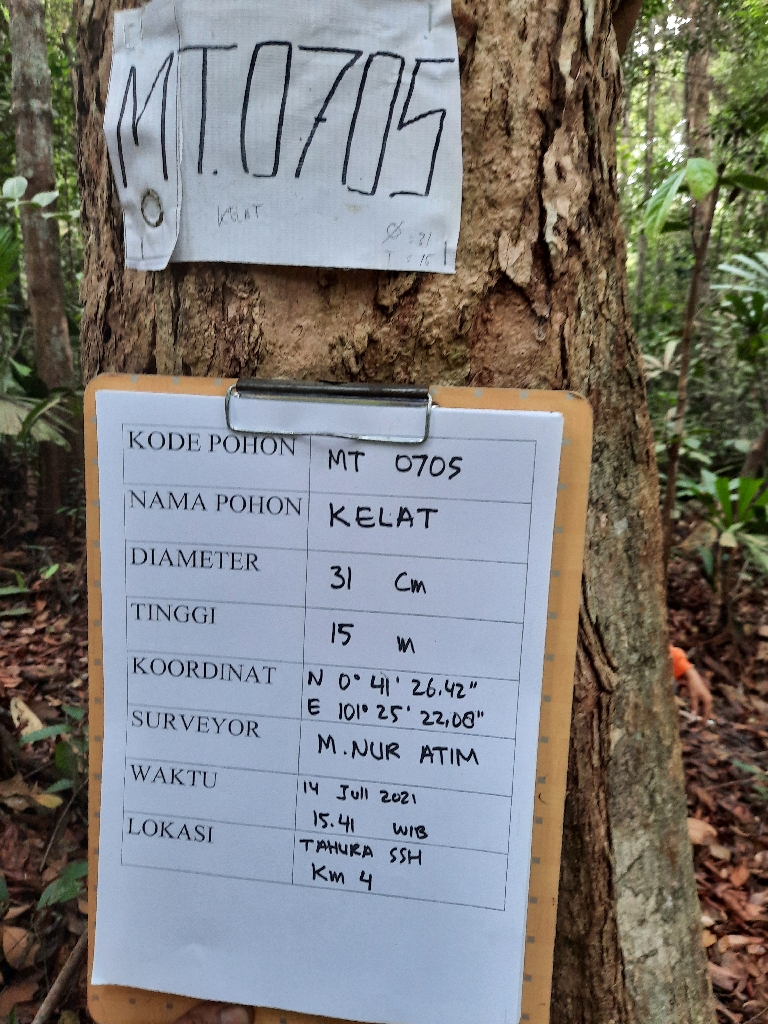 MT.0705
KELAT
Ø = 31
T = 15
KODE POHON MT 0705
NAMA POHON KELAT
DIAMETER 31 Cm
TINGGI 15 m
KOORDINAT N 0° 41' 26.42"
E 101° 25' 22,08"
SURVEYOR M.NUR ATIM
WAKTU 14 Juli 2021
15.41 WIB
LOKASI TAHURA SSH
Km 4